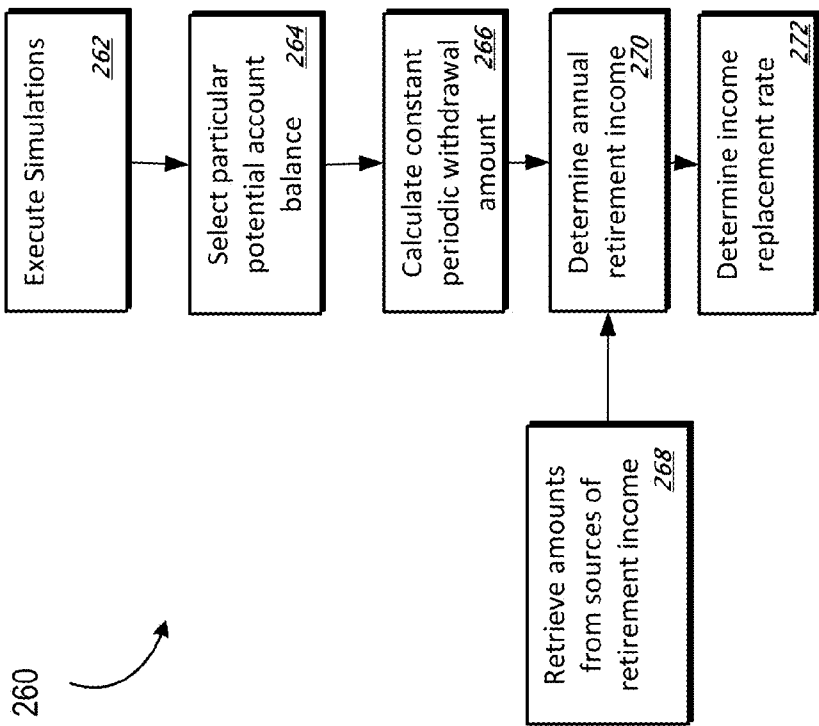 260
Execute Simulations
262
Select particular
potential account
balance
264
Calculate constant
periodic withdrawal
amount
266
Retrieve amounts
from sources of
retirement income
268
Determine annual
retirement income
270
Determine income
replacement rate
272